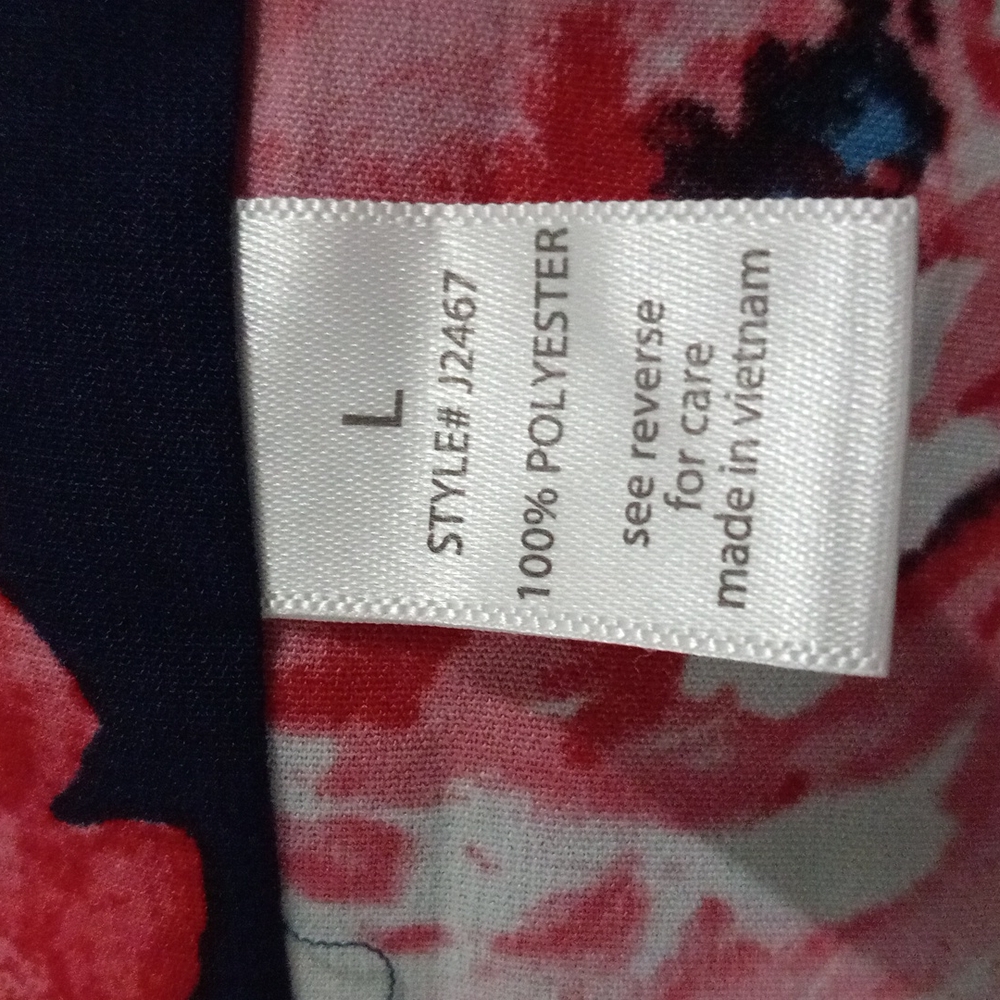 L
STYLE# J2467
100% POLYESTER
see reverse
for care
made in vietnam